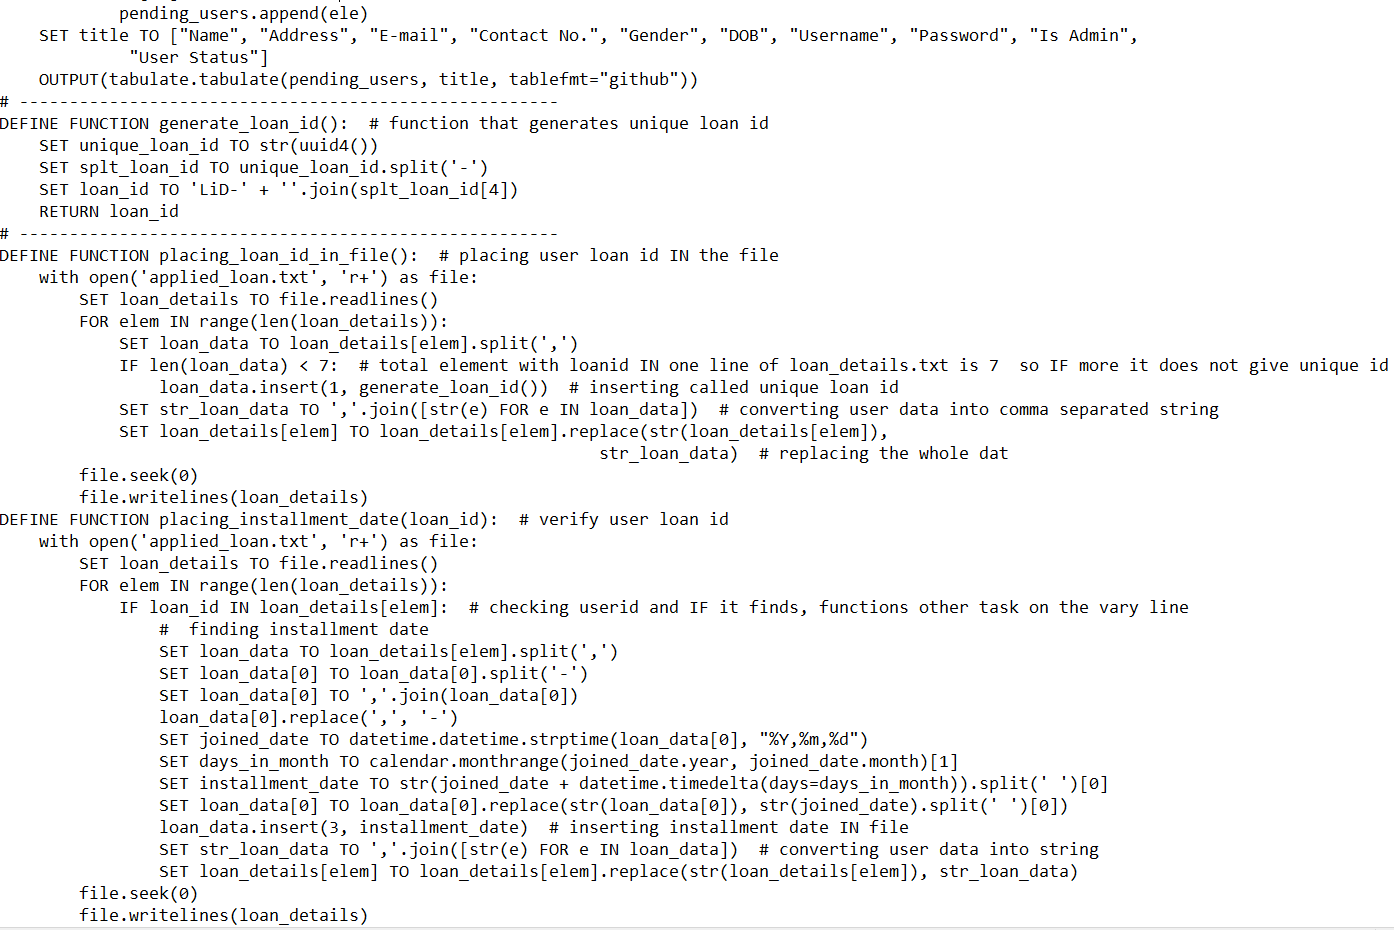 pending_users.append(ele)
SET title TO ["Name", "Address", "E-mail", "Contact No.", "Gender", "DOB", "Username", "Password", "Is Admin",
"User Status"]
OUTPUT(tabulate.tabulate(pending_users, title, tablefmt="github"))
# ------------------------------------------------------
DEFINE FUNCTION generate_loan_id():  # function that generates unique loan id
SET unique_loan_id TO str(uuid4())
SET splt_loan_id TO unique_loan_id.split('-')
SET loan_id TO 'LiD-' + ''.join(splt_loan_id[4])
RETURN loan_id
# ------------------------------------------------------
DEFINE FUNCTION placing_loan_id_in_file():  # placing user loan id IN the file
with open('applied_loan.txt', 'r+') as file:
SET loan_details TO file.readlines()
FOR elem IN range(len(loan_details)):
SET loan_data TO loan_details[elem].split(',')
IF len(loan_data) < 7:  # total element with loanid IN one line of loan_details.txt is 7  so IF more it does not give unique id
loan_data.insert(1, generate_loan_id())  # inserting called unique loan id
SET str_loan_data TO ','.join([str(e) FOR e IN loan_data])  # converting user data into comma separated string
SET loan_details[elem] TO loan_details[elem].replace(str(loan_details[elem]),
str_loan_data)  # replacing the whole dat
file.seek(0)
file.writelines(loan_details)
DEFINE FUNCTION placing_installment_date(loan_id):  # verify user loan id
with open('applied_loan.txt', 'r+') as file:
SET loan_details TO file.readlines()
FOR elem IN range(len(loan_details)):
IF loan_id IN loan_details[elem]:  # checking userid and IF it finds, functions other task on the vary line
#  finding installment date
SET loan_data TO loan_details[elem].split(',')
SET loan_data[0] TO loan_data[0].split('-')
SET loan_data[0] TO ','.join(loan_data[0])
loan_data[0].replace(',', '-')
SET joined_date TO datetime.datetime.strptime(loan_data[0], "%Y,%m,%d")
SET days_in_month TO calendar.monthrange(joined_date.year, joined_date.month)[1]
SET installment_date TO str(joined_date + datetime.timedelta(days=days_in_month)).split(' ')[0]
SET loan_data[0] TO loan_data[0].replace(str(loan_data[0]), str(joined_date).split(' ')[0])
loan_data.insert(3, installment_date)  # inserting installment date IN file
SET str_loan_data TO ','.join([str(e) FOR e IN loan_data])  # converting user data into string
SET loan_details[elem] TO loan_details[elem].replace(str(loan_details[elem]), str_loan_data)
file.seek(0)
file.writelines(loan_details)